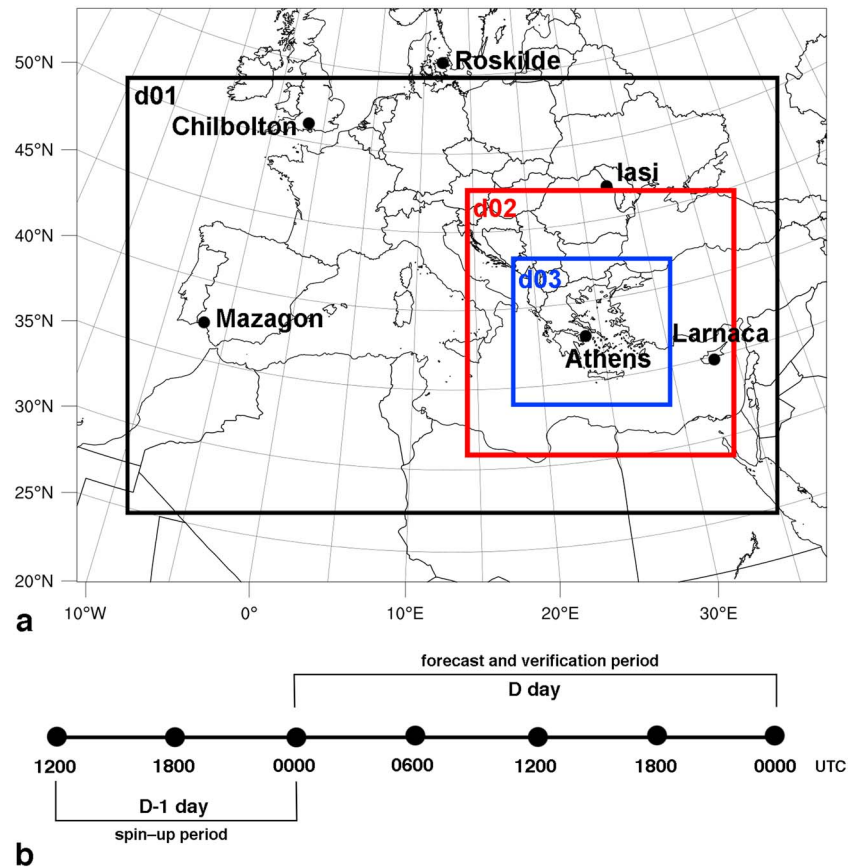 50°N
Roskilde
d01
Chilbolton
45°N
Iasi
d02
40°N
d03
35°N
Mazagon
Larnaca
Athens
30°N
25°N
20°N
10°W
0°
10°E
20°E
30°E
a
forecast and verification period
D day
1200
1800
0000
0600
1200
1800
0000
UTC
D-1 day
spin–up period
b